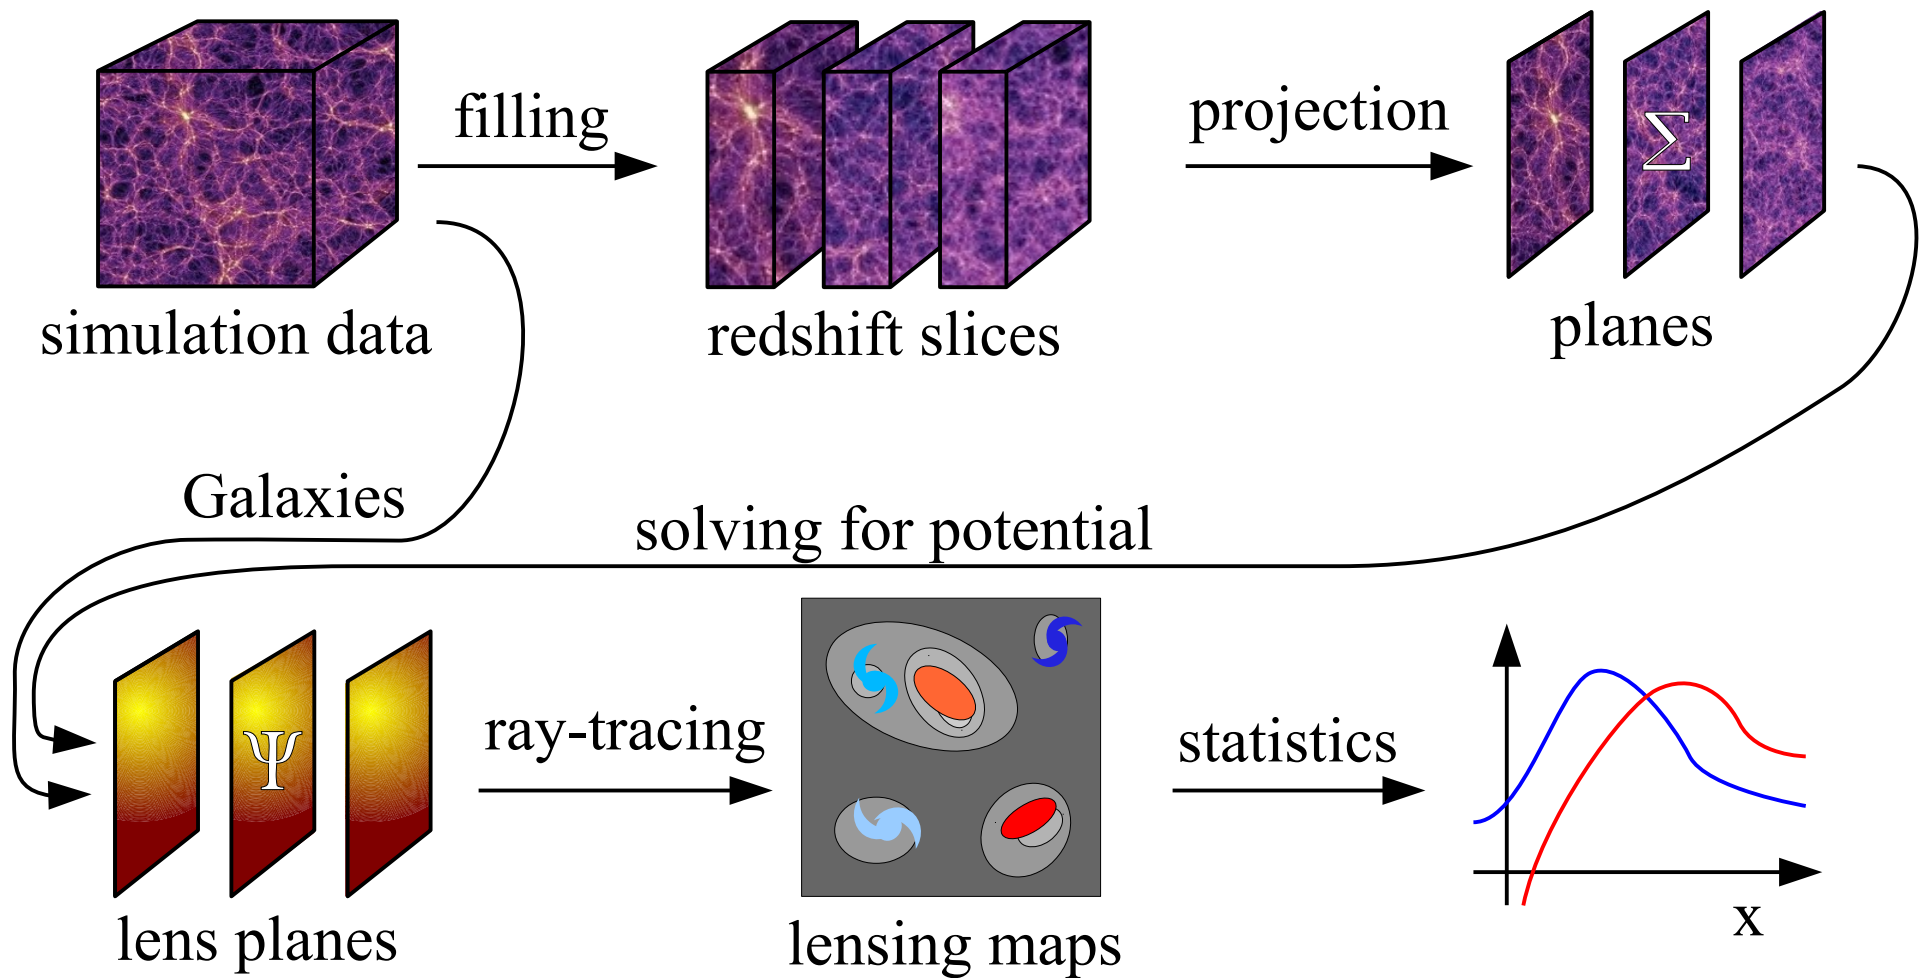 filling
projection
Σ
simulation data
redshift slices
planes
Galaxies
solving for potential
Ψ
ray-tracing
statistics
lens planes
lensing maps
x